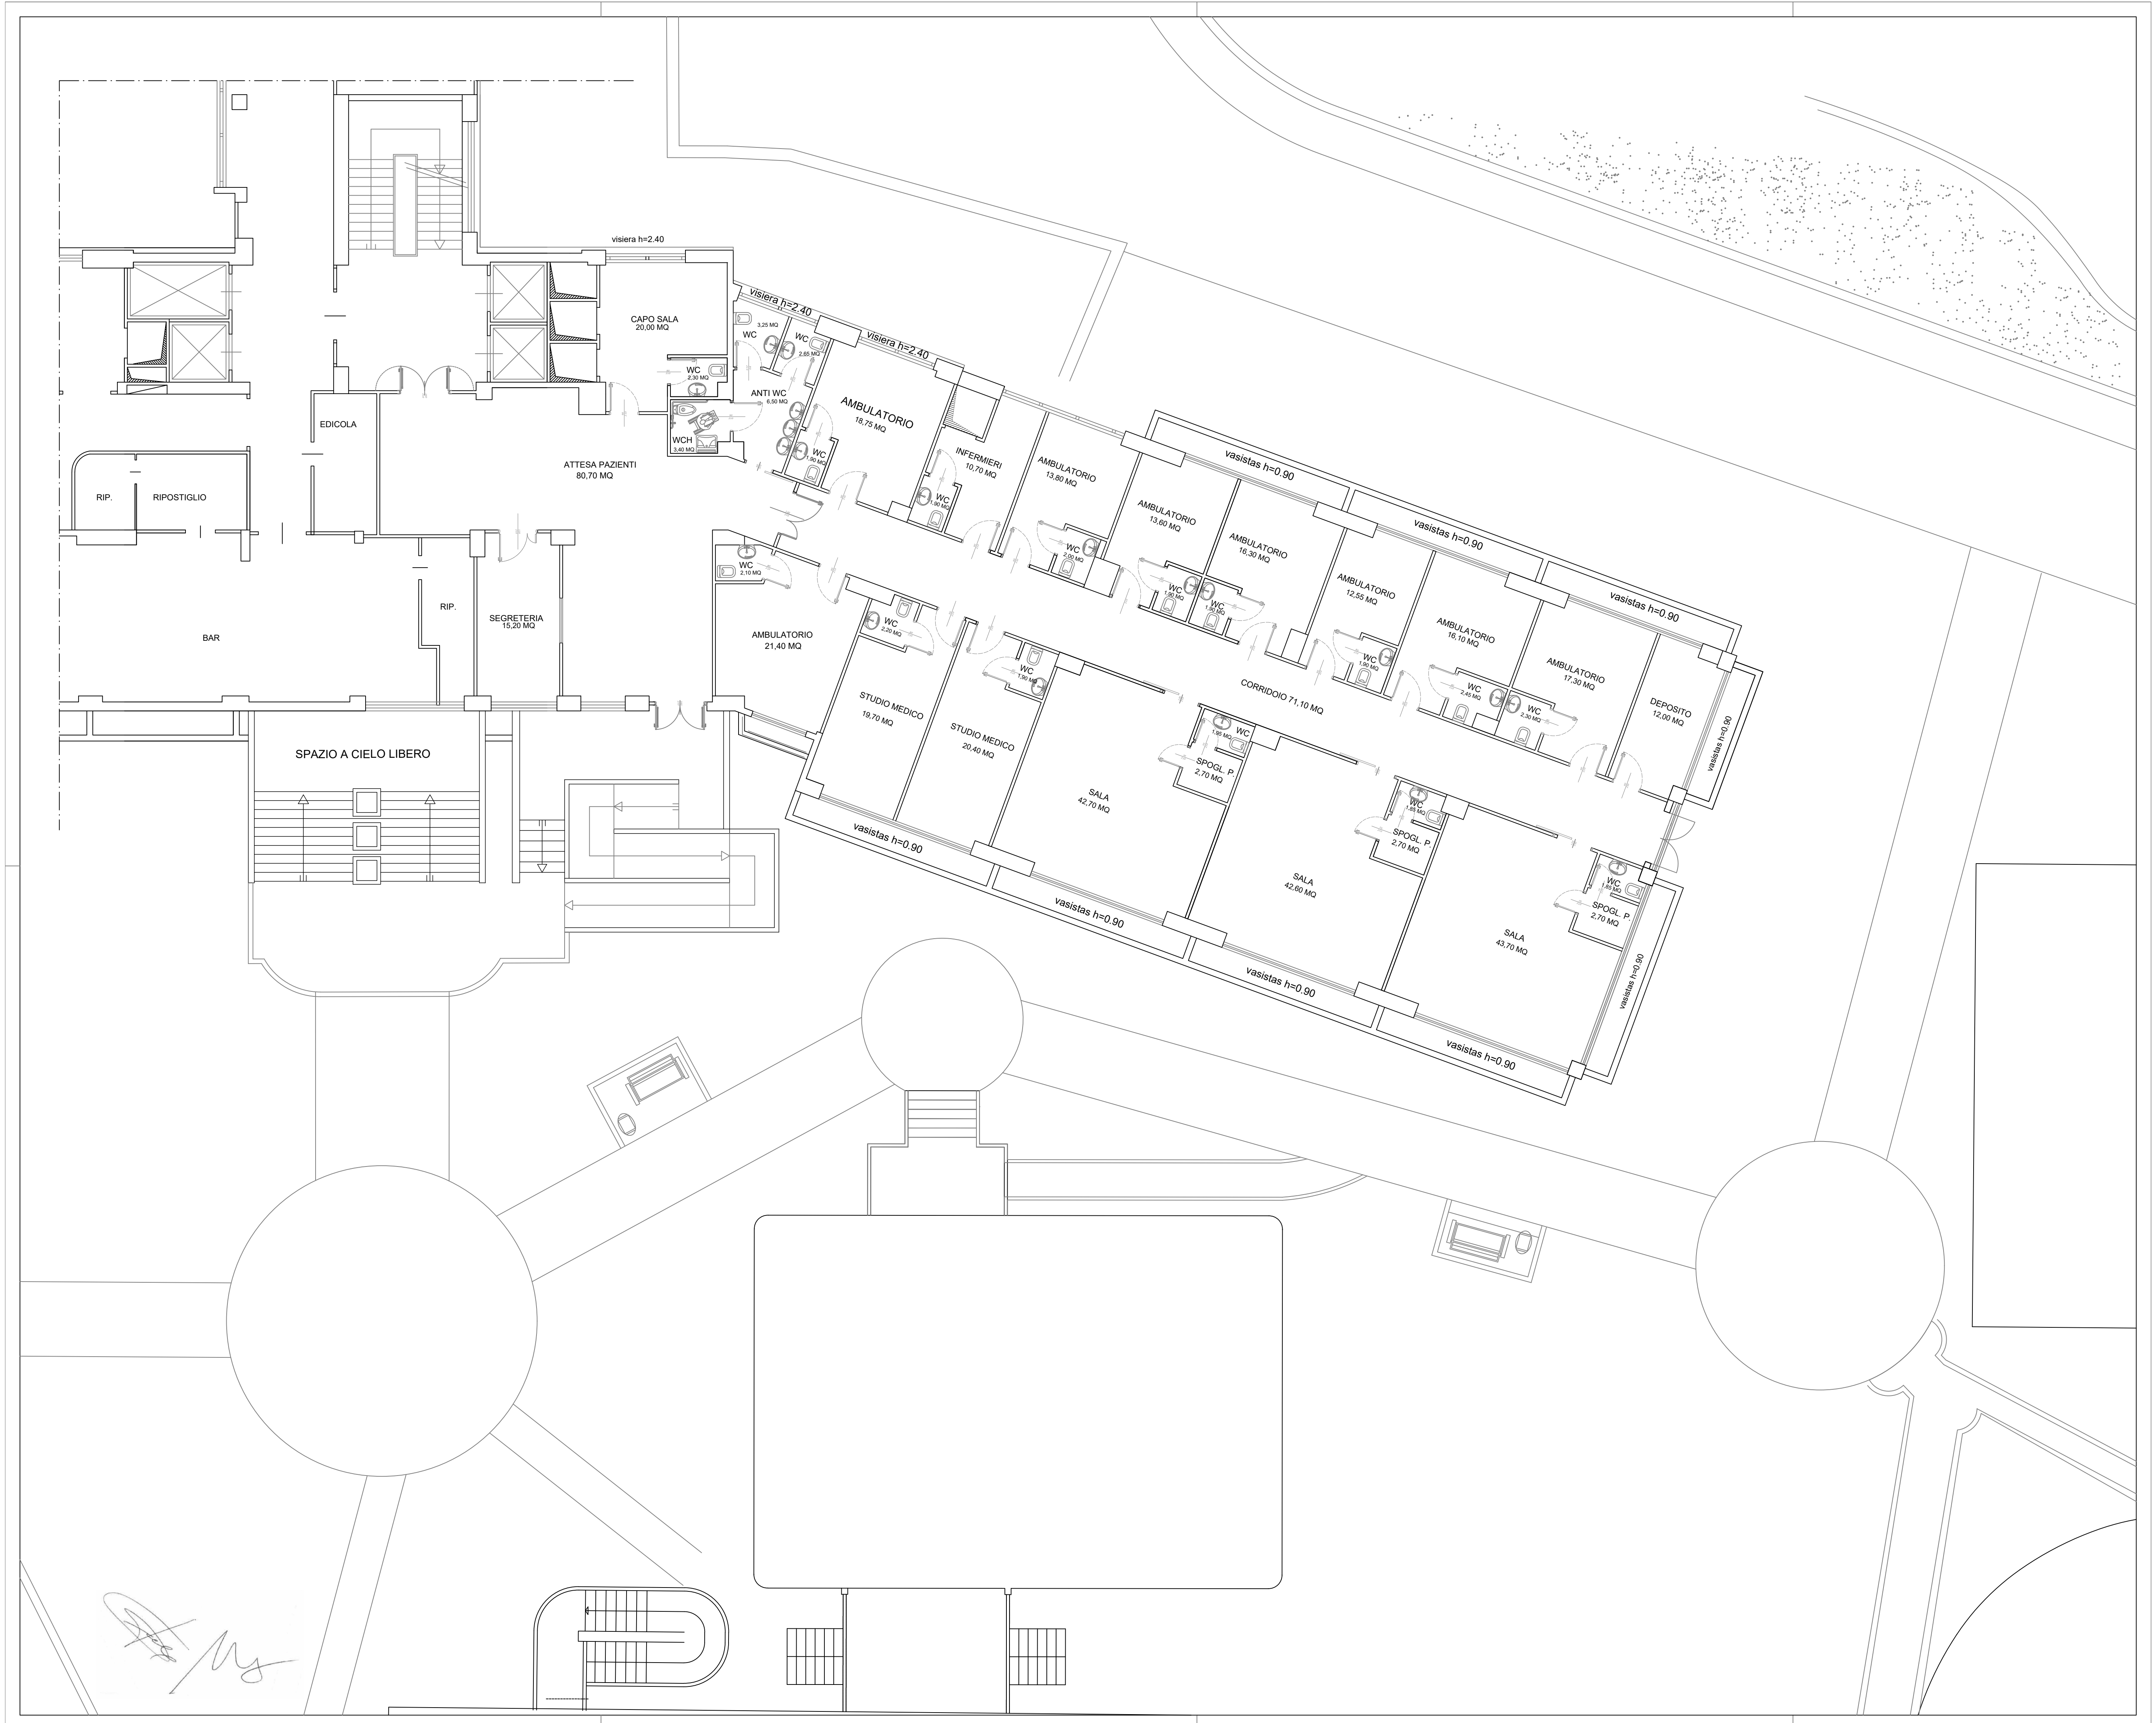 visiera h=2.40
CAPO SALA
20,00 MQ
visiera h=2.40
3,25 MQ
WC
WC
2,65 MQ
visiera h=2.40
WC
2,30 MQ
ANTI WC
6,50 MQ
AMBULATORIO
18,75 MQ
WCH
3,40 MQ
WC
1,90 MQ
EDICOLA
ATTESA PAZIENTI
80,70 MQ
INFERMIERI
10,70 MQ
WC
1,90 MQ
AMBULATORIO
13,80 MQ
WC
2,00 MQ
vasistas h=0.90
AMBULATORIO
13,60 MQ
WC
1,90 MQ
AMBULATORIO
16,30 MQ
WC
1,90 MQ
vasistas h=0.90
AMBULATORIO
12,55 MQ
WC
1,90 MQ
AMBULATORIO
16,10 MQ
WC
2,45 MQ
vasistas h=0.90
AMBULATORIO
17,30 MQ
WC
2,30 MQ
DEPOSITO
12,00 MQ
vasistas h=0.90
RIP.
RIPOSTIGLIO
BAR
RIP.
SEGRETERIA
15,20 MQ
WC
2,10 MQ
AMBULATORIO
21,40 MQ
WC
2,20 MQ
STUDIO MEDICO
19,70 MQ
WC
1,90 MQ
STUDIO MEDICO
20,40 MQ
CORRIDOIO 71,10 MQ
WC
1,95 MQ
SPOGL. P.
2,70 MQ
SALA
42,70 MQ
WC
1,85 MQ
SPOGL. P.
2,70 MQ
SALA
42,60 MQ
WC
1,85 MQ
SPOGL. P.
2,70 MQ
SALA
43,70 MQ
SPAZIO A CIELO LIBERO
vasistas h=0.90
vasistas h=0.90
vasistas h=0.90
vasistas h=0.90
vasistas h=0.90